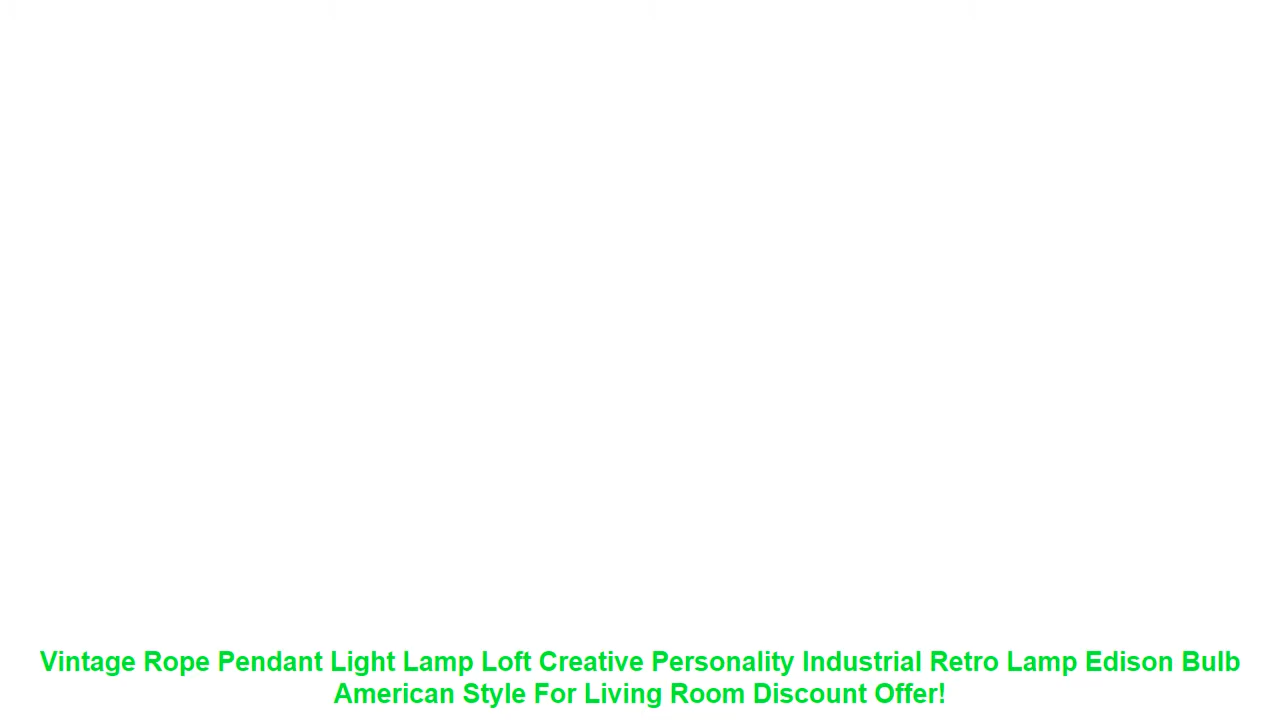 Vintage Rope Pendant Light Lamp Loft Creative Personality Industrial Retro Lamp Edison Bulb
American Style For Living Room Discount Offer!